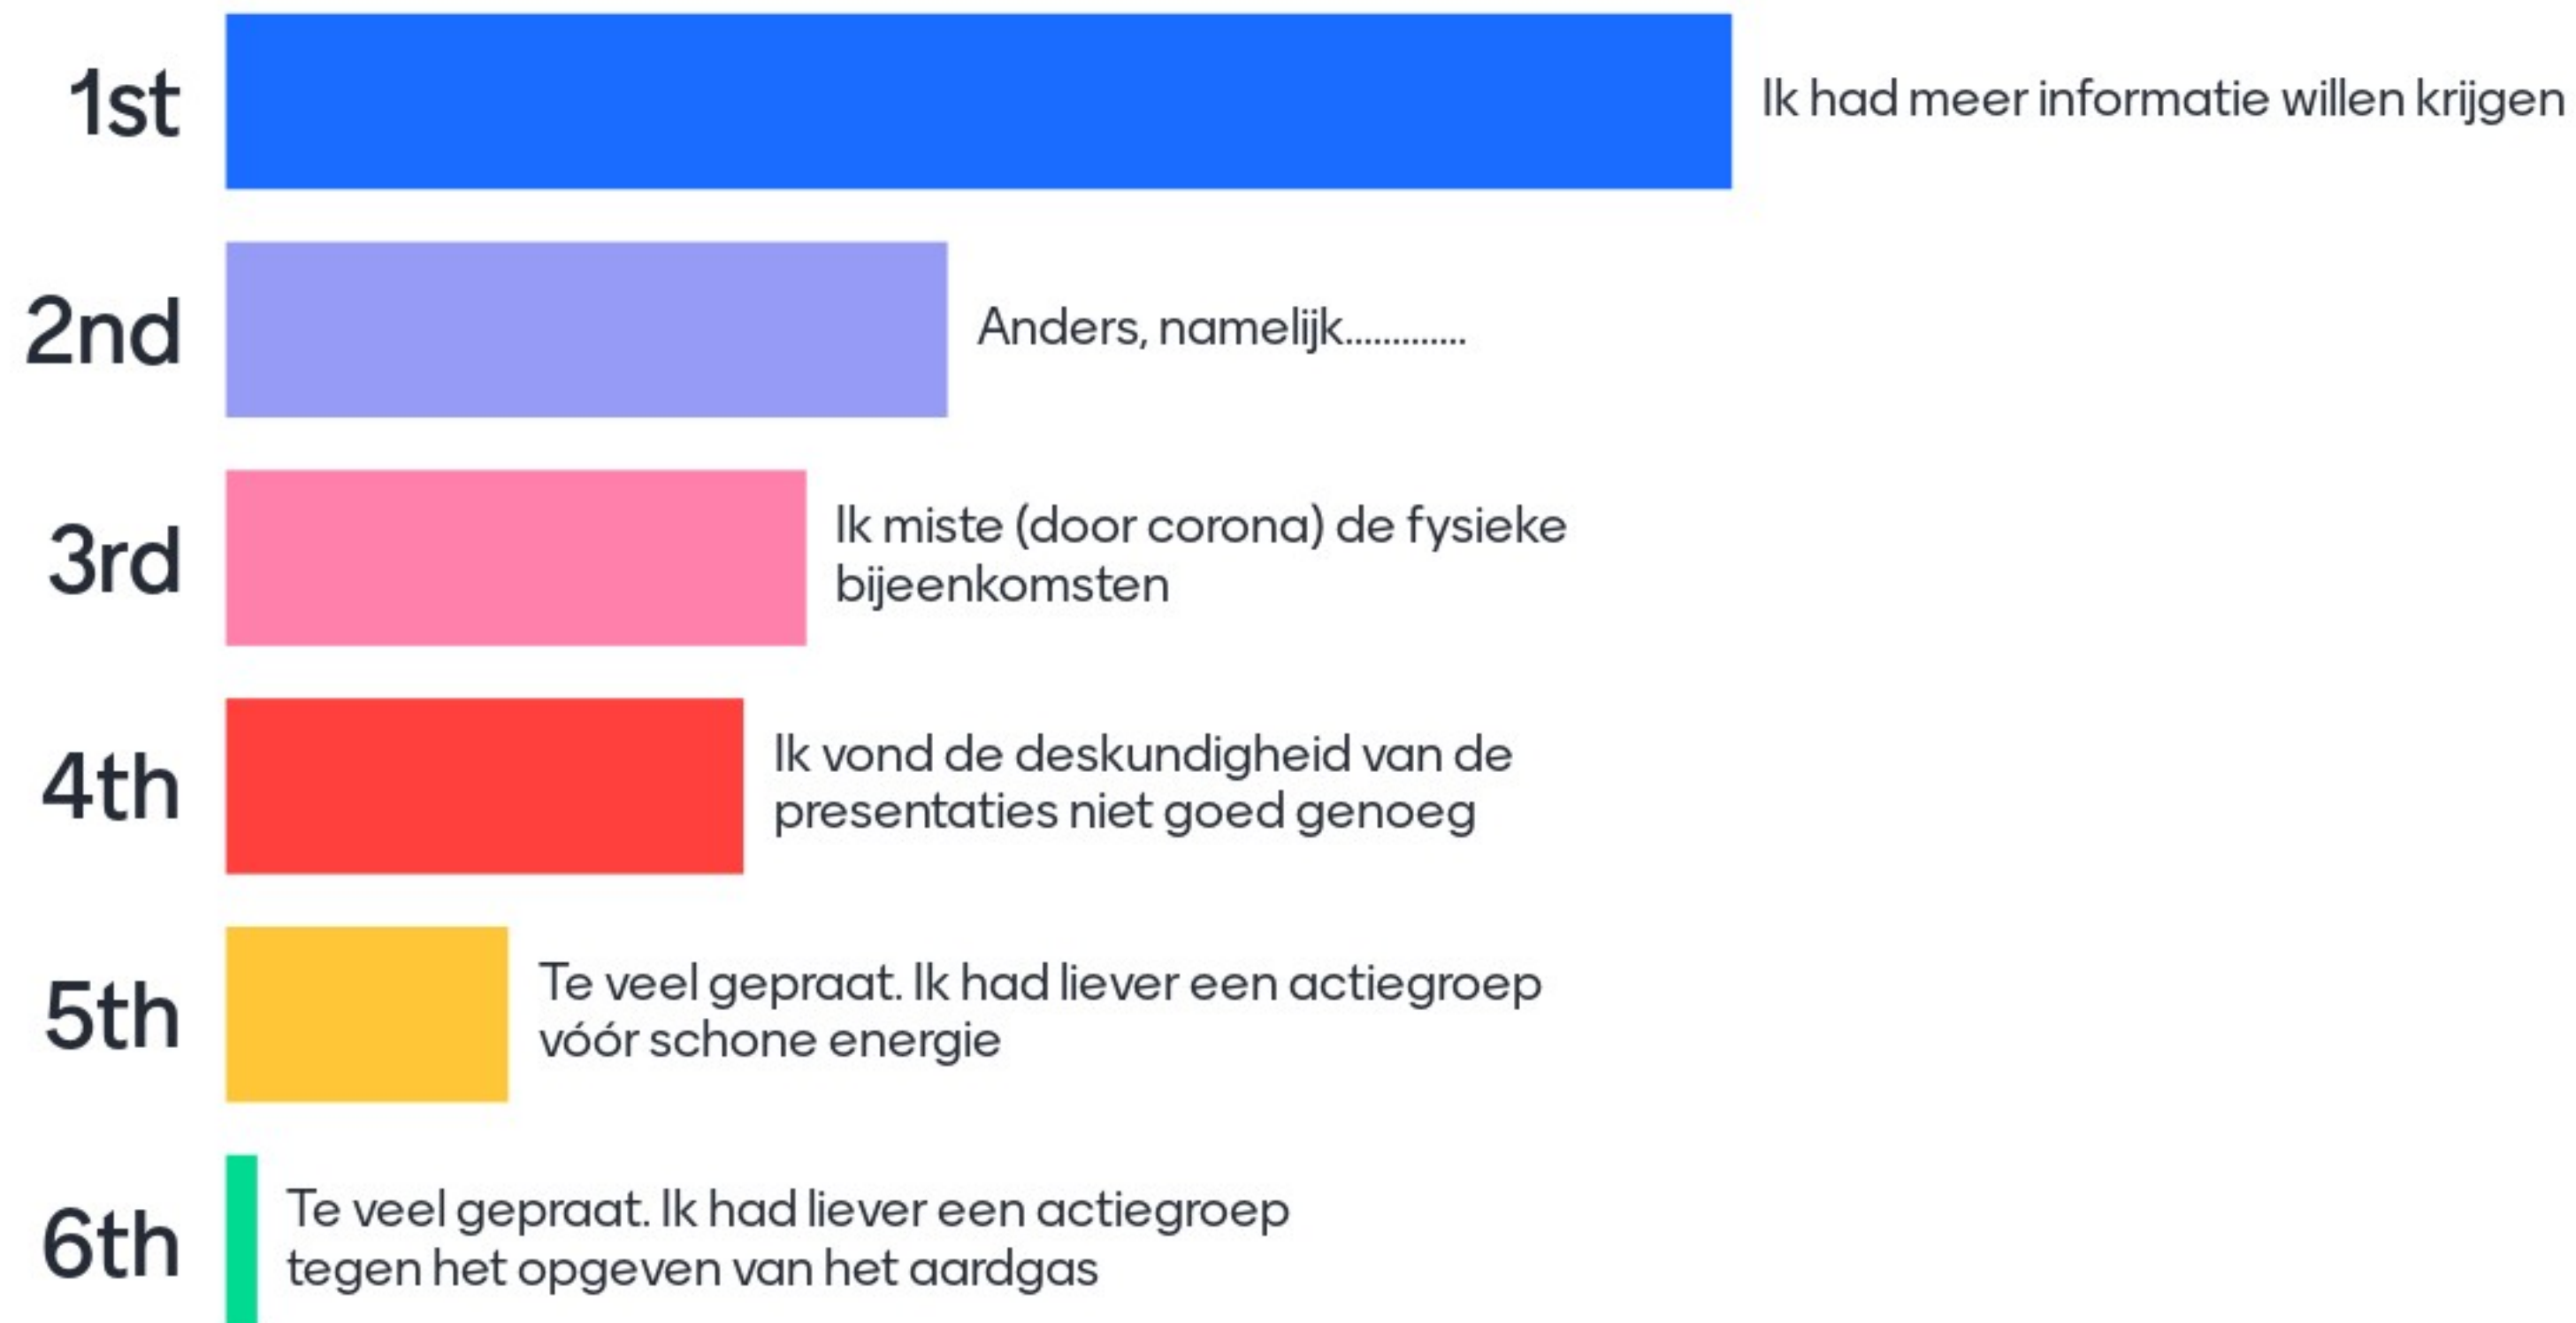 1st
Ik had meer informatie willen krijgen
2nd
Anders, namelijk.............
3rd
Ik miste (door corona) de fysieke
bijeenkomsten
4th
Ik vond de deskundigheid van de
presentaties niet goed genoeg
5th
Te veel gepraat. Ik had liever een actiegroep
vóór schone energie
6th
Te veel gepraat. Ik had liever een actiegroep
tegen het opgeven van het aardgas